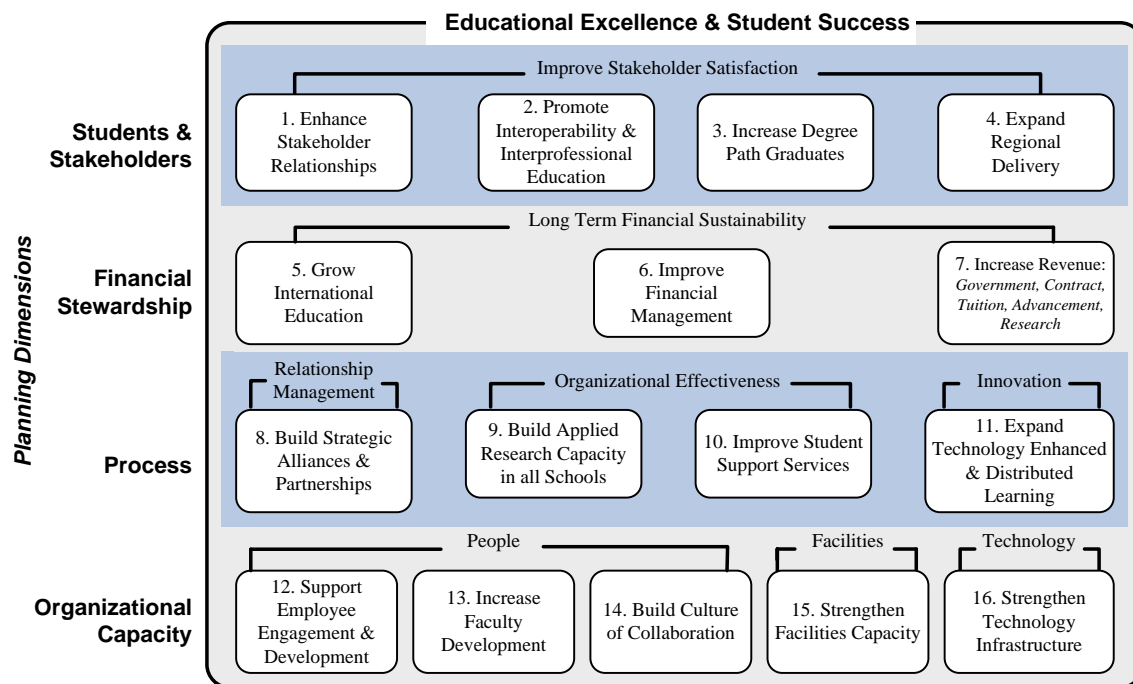 Educational Excellence & Student Success
Planning Dimensions
Students &
Stakeholders
Improve Stakeholder Satisfaction
1. Enhance
Stakeholder
Relationships
2. Promote
Interoperability &
Interprofessional
Education
3. Increase Degree
Path Graduates
4. Expand
Regional
Delivery
Financial
Stewardship
Long Term Financial Sustainability
5. Grow
International
Education
6. Improve
Financial
Management
7. Increase Revenue:
Government, Contract,
Tuition, Advancement,
Research
Process
Relationship
Management
8. Build Strategic
Alliances &
Partnerships
Organizational Effectiveness
9. Build Applied
Research Capacity
in all Schools
10. Improve Student
Support Services
Innovation
11. Expand
Technology Enhanced
& Distributed
Learning
Organizational
Capacity
People
12. Support
Employee
Engagement &
Development
13. Increase
Faculty
Development
14. Build Culture
of Collaboration
Facilities
15. Strengthen
Facilities Capacity
Technology
16. Strengthen
Technology
Infrastructure